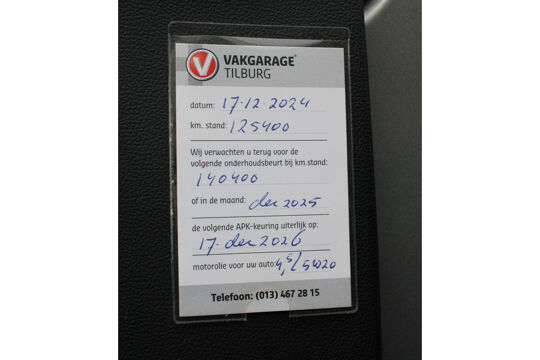 VAKGARAGE
TILBURG
datum: 17-12-2024
km. stand: 125400
Wij verwachten u terug voor de
volgende onderhoudsbeurt bij km.stand:
140400
of in de maand: dec 2025
de volgende APK-keuring uiterlijk op:
17-dec 2026
motorolie voor uw auto: 4,5/5W20
Telefoon: (013) 467 28 15